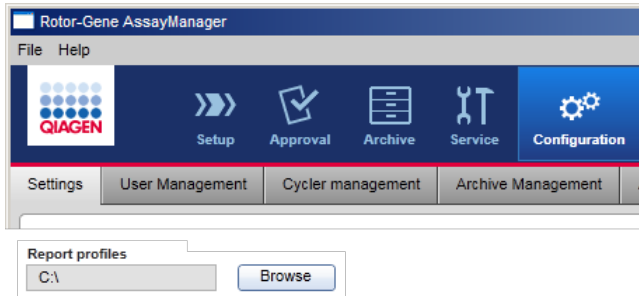 Rotor-Gene AssayManager
File Help
QIAGEN
Setup Approval Archive Service Configuration
Settings User Management Cycler management Archive Management
Report profiles
C:\ Browse